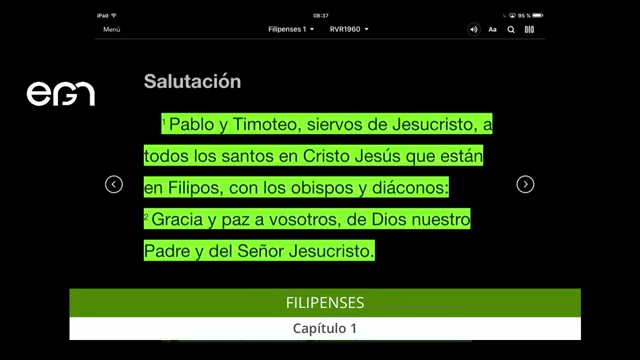 iPad 08:37 95 %
Menú Filipenses 1 RVR1960 Aa
Salutación
egn
1 Pablo y Timoteo, siervos de Jesucristo, a
todos los santos en Cristo Jesús que están
en Filipos, con los obispos y diáconos:
2 Gracia y paz a vosotros, de Dios nuestro
Padre y del Señor Jesucristo.
FILIPENSES
Capítulo 1